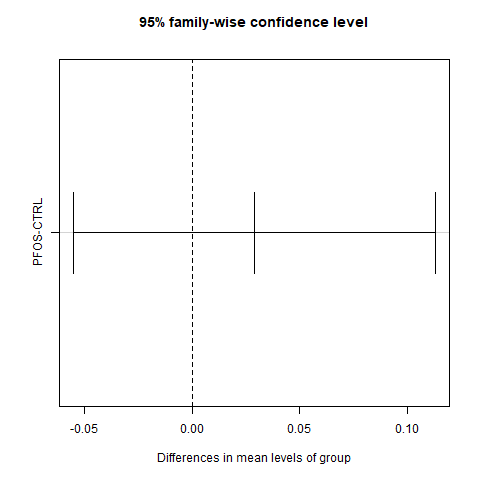 95% family-wise confidence level
PFOS-CTRL
-0.05 0.00 0.05 0.10
Differences in mean levels of group